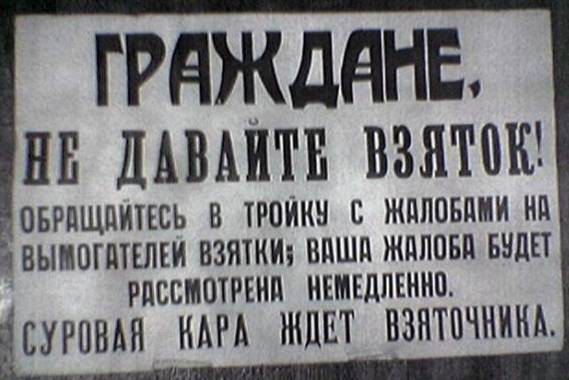 ГРАЖДАНЕ,
НЕ ДАВАЙТЕ ВЗЯТОК!
ОБРАЩАЙТЕСЬ В ТРОЙКУ С ЖАЛОБАМИ НА
ВЫМОГАТЕЛЕЙ ВЗЯТКИ; ВАША ЖАЛОБА БУДЕТ
РАССМОТРЕНА НЕМЕДЛЕННО.
СУРОВАЯ КАРА ЖДЕТ ВЗЯТОЧНИКА.